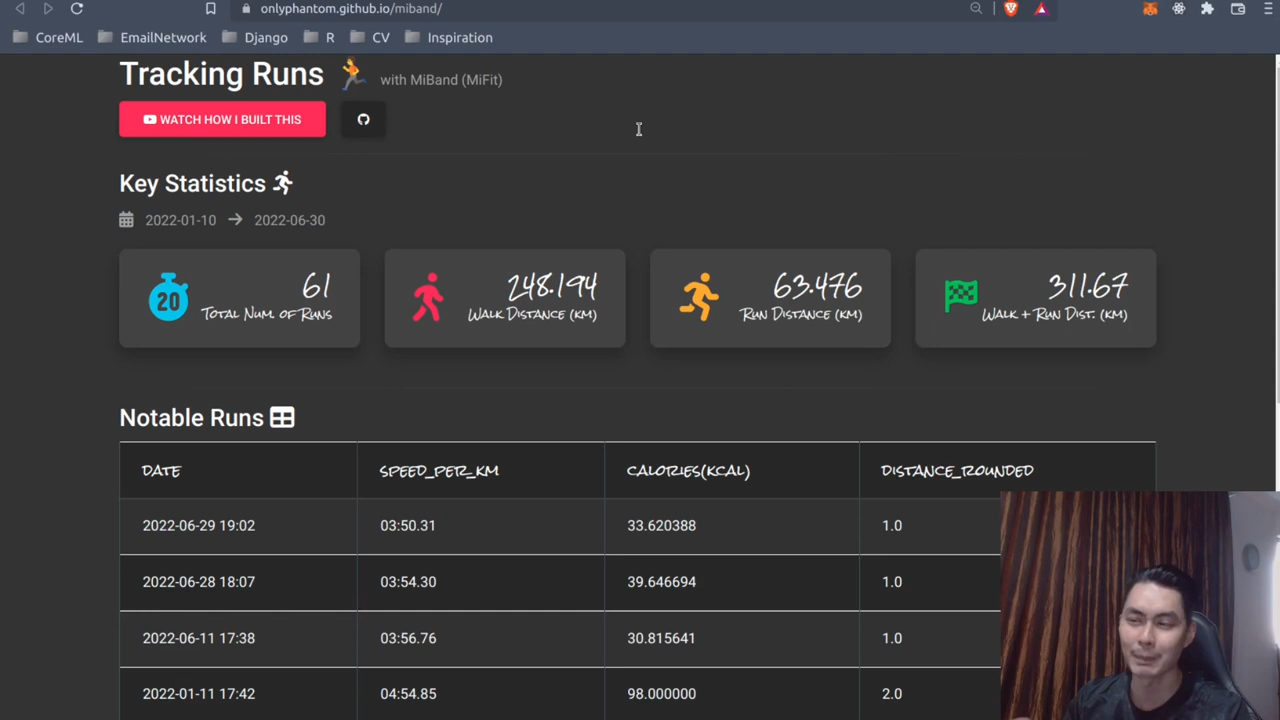 onlyphantom.github.io/miband/
CoreML EmailNetwork Django R CV Inspiration
Tracking Runs with MiBand (MiFit)
WATCH HOW I BUILT THIS
Key Statistics
2022-01-10 2022-06-30
20 61 248.194 63.476 311.67
TOTAL NUM. OF RUNS WALK DISTANCE (KM) RUN DISTANCE (KM) WALK + RUN DIST. (KM)
Notable Runs
DATE SPEED_PER_KM CALORIES(KCAL) DISTANCE_ROUNDED
2022-06-29 19:02 03:50.31 33.620388 1.0
2022-06-28 18:07 03:54.30 39.646694 1.0
2022-06-11 17:38 03:56.76 30.815641 1.0
2022-01-11 17:42 04:54.85 98.000000 2.0